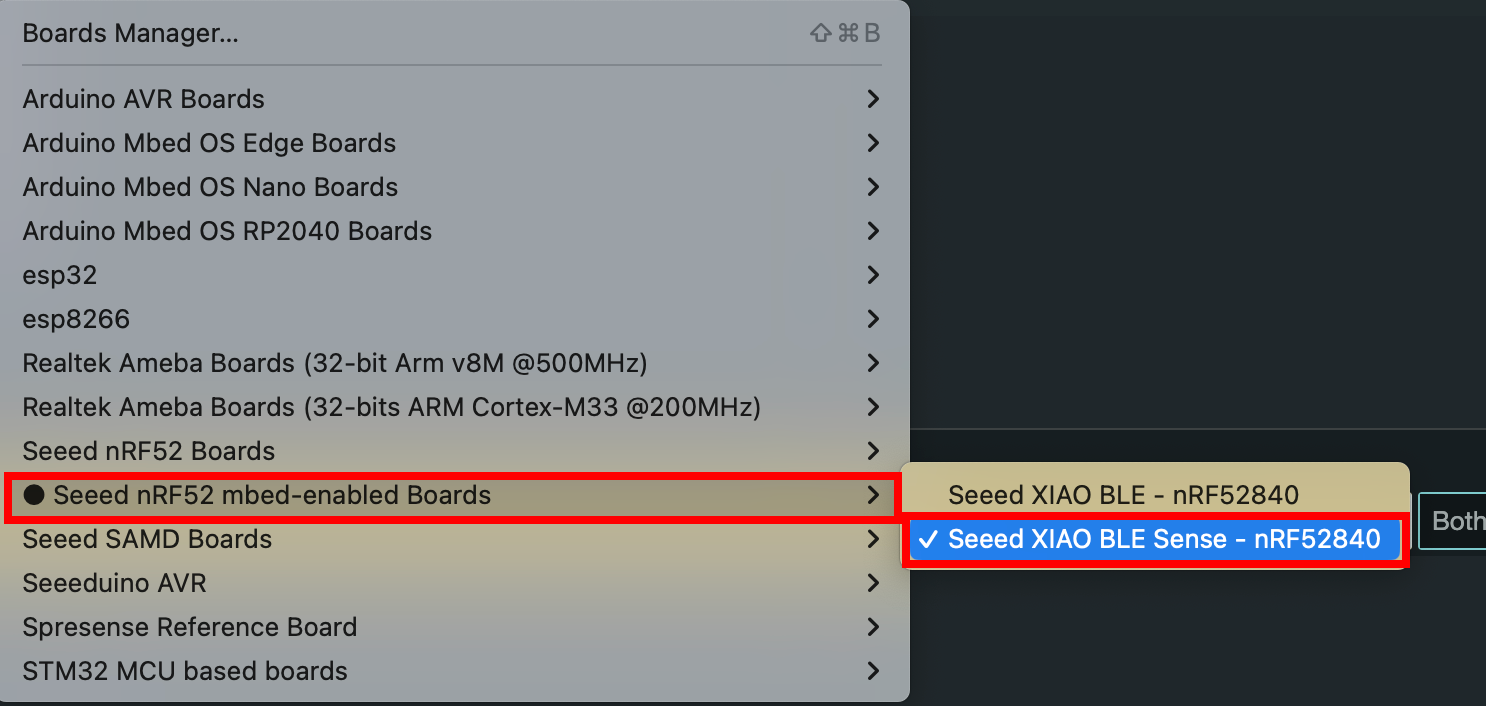 Boards Manager... ⇧⌘B
Arduino AVR Boards
Arduino Mbed OS Edge Boards
Arduino Mbed OS Nano Boards
Arduino Mbed OS RP2040 Boards
esp32
esp8266
Realtek Ameba Boards (32-bit Arm v8M @500MHz)
Realtek Ameba Boards (32-bits ARM Cortex-M33 @200MHz)
Seeed nRF52 Boards
Seeed nRF52 mbed-enabled Boards
Seeed SAMD Boards
Seeeduino AVR
Spresense Reference Board
STM32 MCU based boards
Seeed XIAO BLE - nRF52840
✓ Seeed XIAO BLE Sense - nRF52840
Both